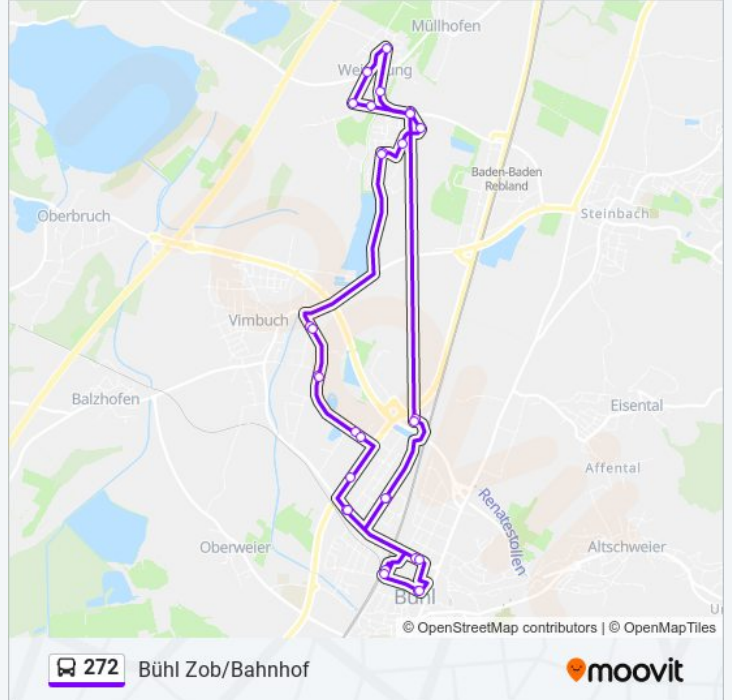 Müllhofen
Weitenung
Baden-Baden
Rebland
Oberbruch
Steinbach
Vimbuch
Balzhofen
Eisental
Affental
Renatestollen
Oberweier
Altschweier
Bühl
© OpenStreetMap contributors | © OpenMapTiles
272 Bühl Zob/Bahnhof
moovit